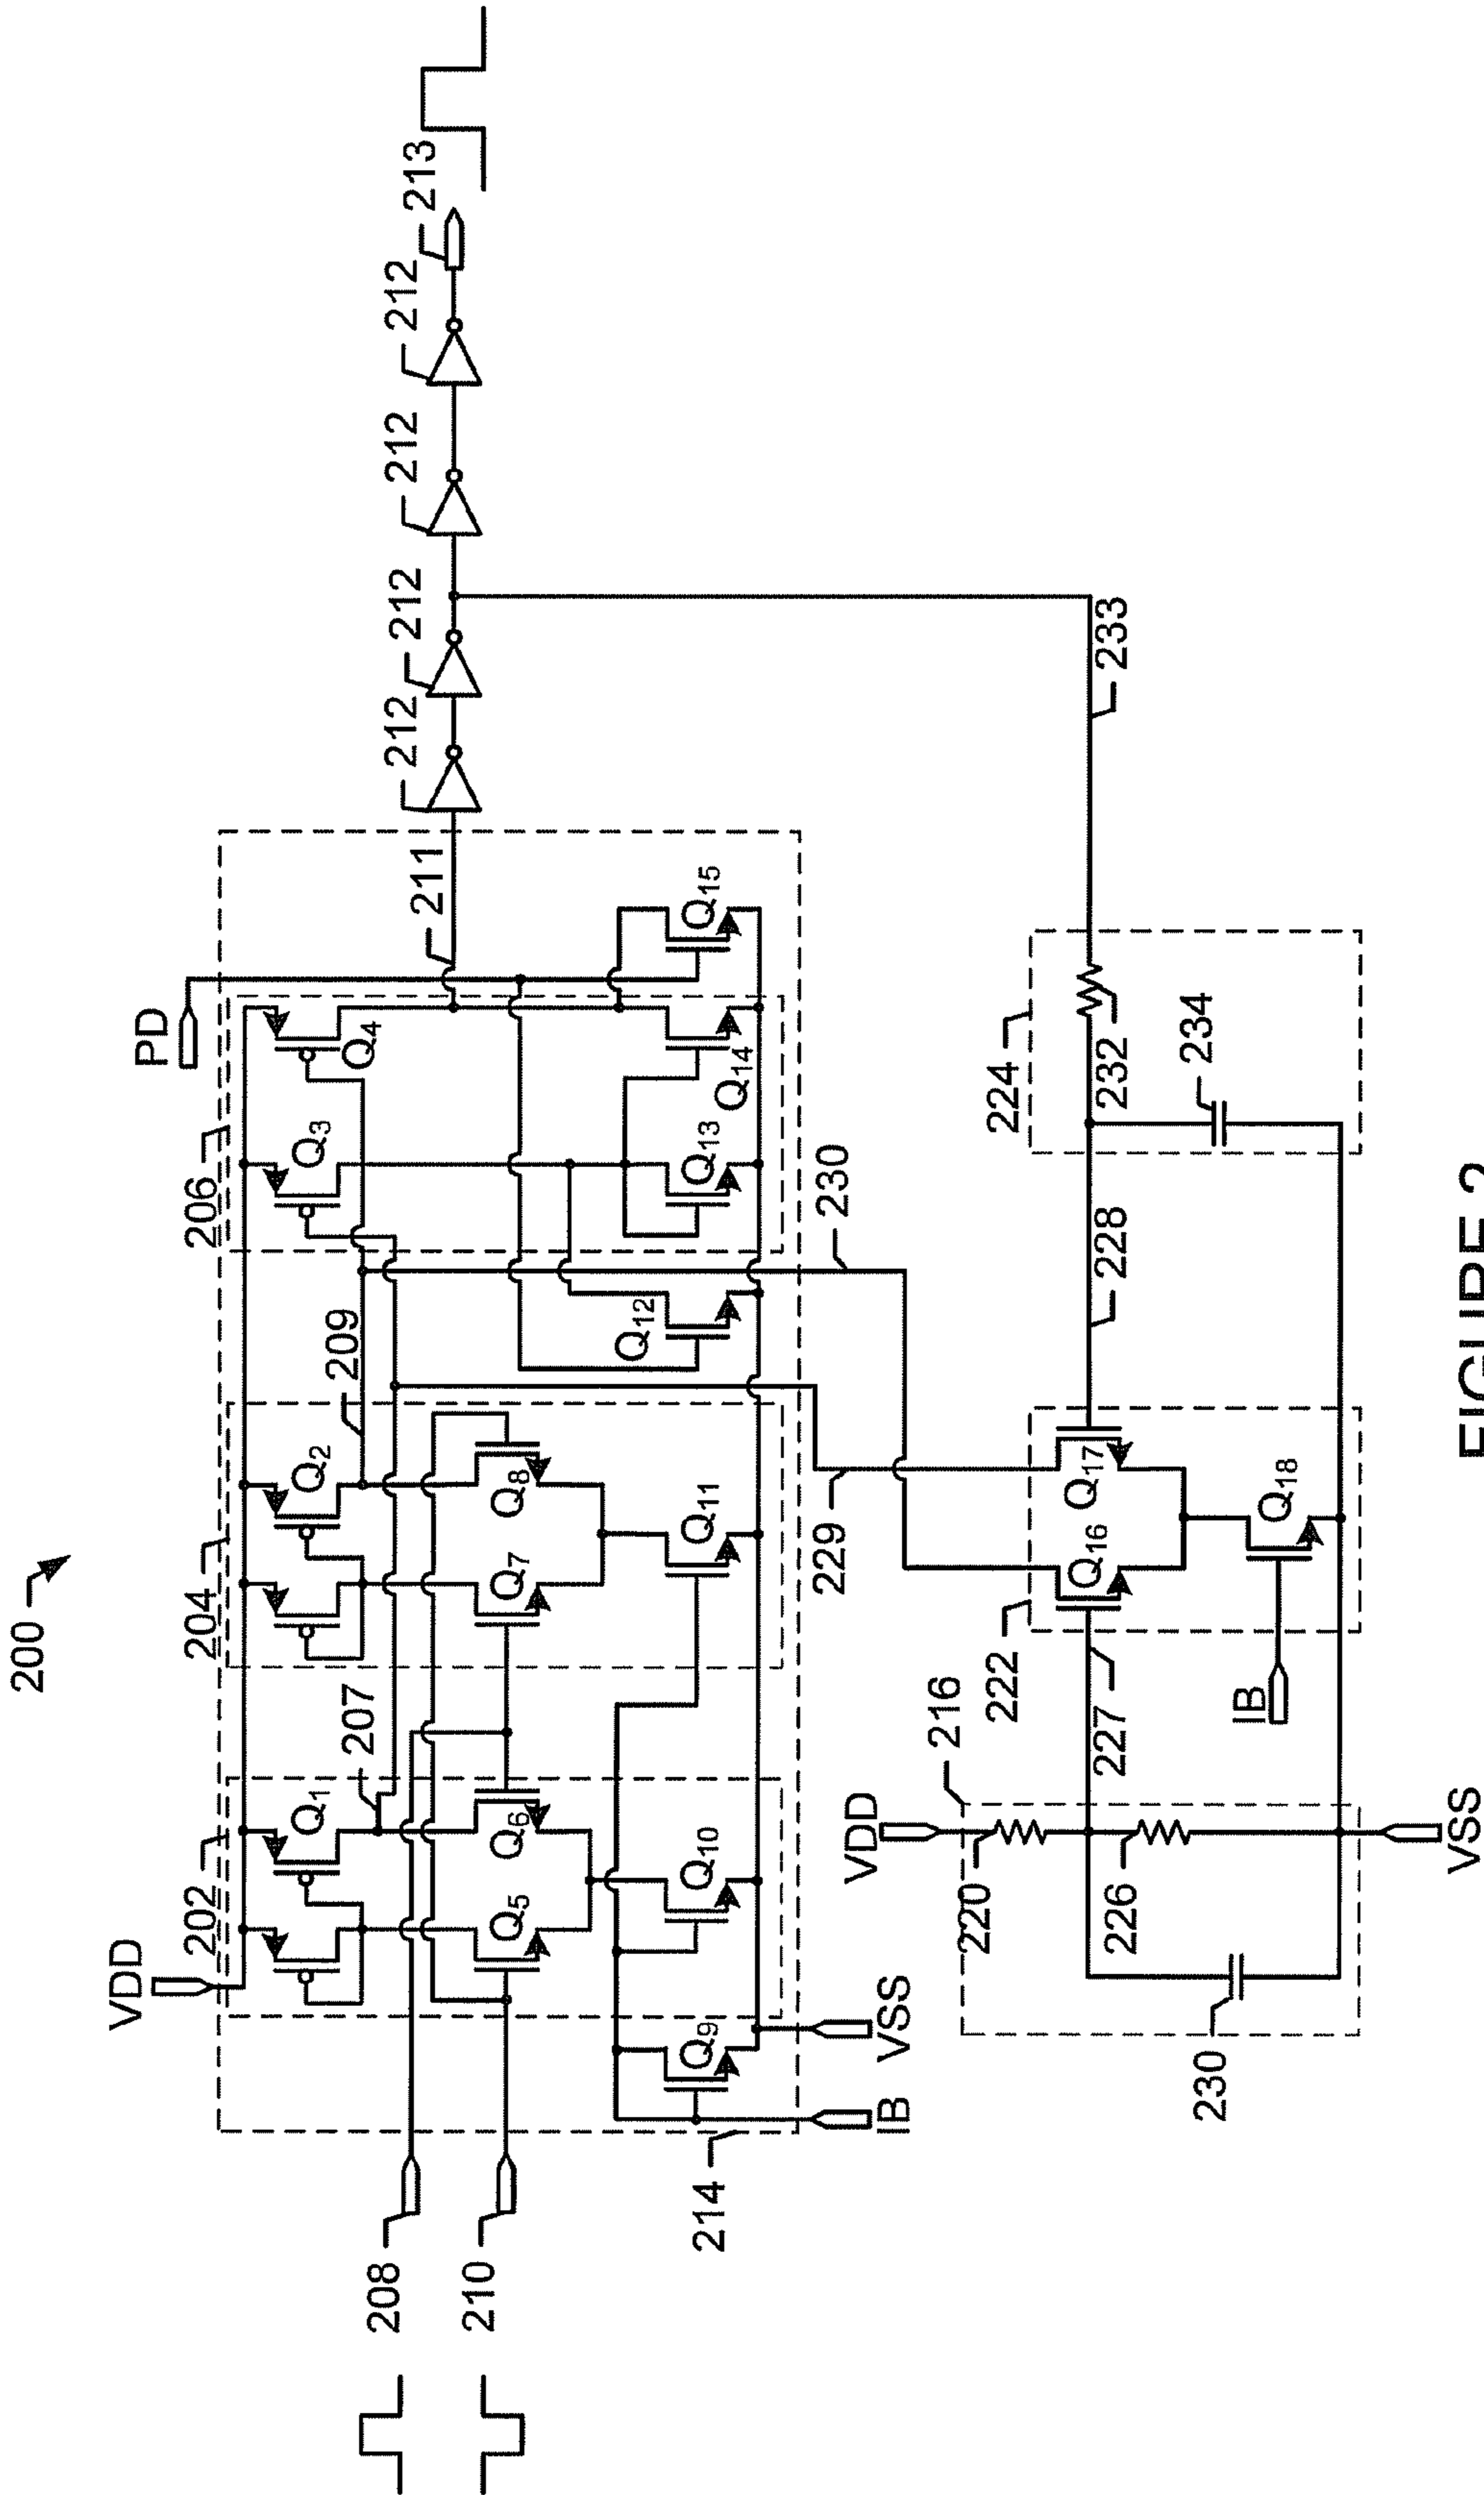 200
VDD
202
Q1
204
Q2
206
Q3
Q4
PD
207
209
211
212
212
212
212
213
208
210
Q5
Q6
Q7
Q8
Q9
Q10
Q11
Q12
Q13
Q14
Q15
214
IB
VSS
229
230
233
216
VDD
220
226
230
227
222
Q16
Q17
Q18
IB
228
224
232
234
VSS
FIGURE 2